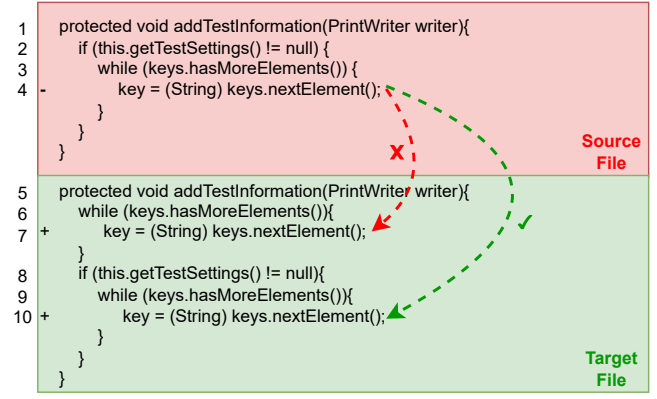 1 protected void addTestInformation(PrintWriter writer){
2 if (this.getTestSettings() != null) {
3 while (keys.hasMoreElements()) {
4 - key = (String) keys.nextElement();
}
}
}
X
Source
File
5 protected void addTestInformation(PrintWriter writer){
6 while (keys.hasMoreElements()){
7 + key = (String) keys.nextElement();
}
✓
8 if (this.getTestSettings() != null){
9 while (keys.hasMoreElements()){
10 + key = (String) keys.nextElement();
}
}
}
Target
File